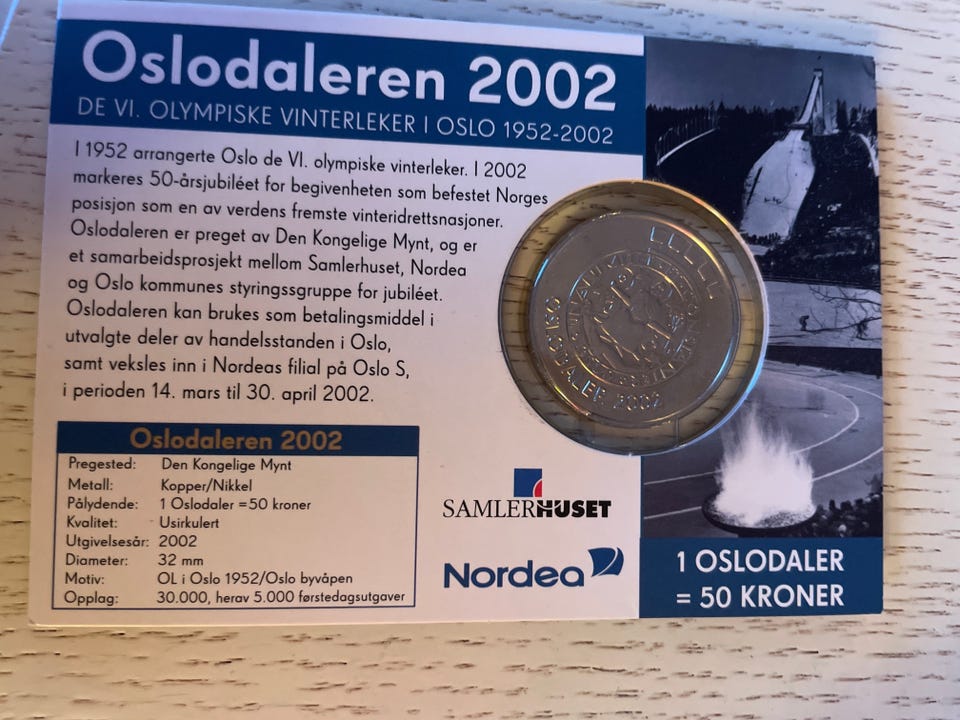 Oslodaleren 2002
DE VI. OLYMPISKE VINTERLEKER I OSLO 1952-2002
I 1952 arrangerte Oslo de VI. olympiske vinterleker. I 2002
markeres 50-årsjubiléet for begivenheten som befestet Norges
posisjon som en av verdens fremste vinteridrettsnasjoner.
Oslodaleren er preget av Den Kongelige Mynt, og er
et samarbeidsprosjekt mellom Samlerhuset, Nordea
og Oslo kommunes styringssgruppe for jubiléet.
Oslodaleren kan brukes som betalingsmiddel i
utvalgte deler av handelsstanden i Oslo,
samt veksles inn i Nordeas filial på Oslo S,
i perioden 14. mars til 30. april 2002.
Oslodaleren 2002
Pregested: Den Kongelige Mynt
Metall: Kopper/Nikkel
Pålydende: 1 Oslodaler =50 kroner
Kvalitet: Usirkulert
Utgivelsesår: 2002
Diameter: 32 mm
Motiv: OL i Oslo 1952/Oslo byvåpen
Opplag: 30.000, herav 5.000 førstedagsutgaver
SAMLERHUSET
Nordea
OSLODALER 2002
1 OSLODALER
= 50 KRONER